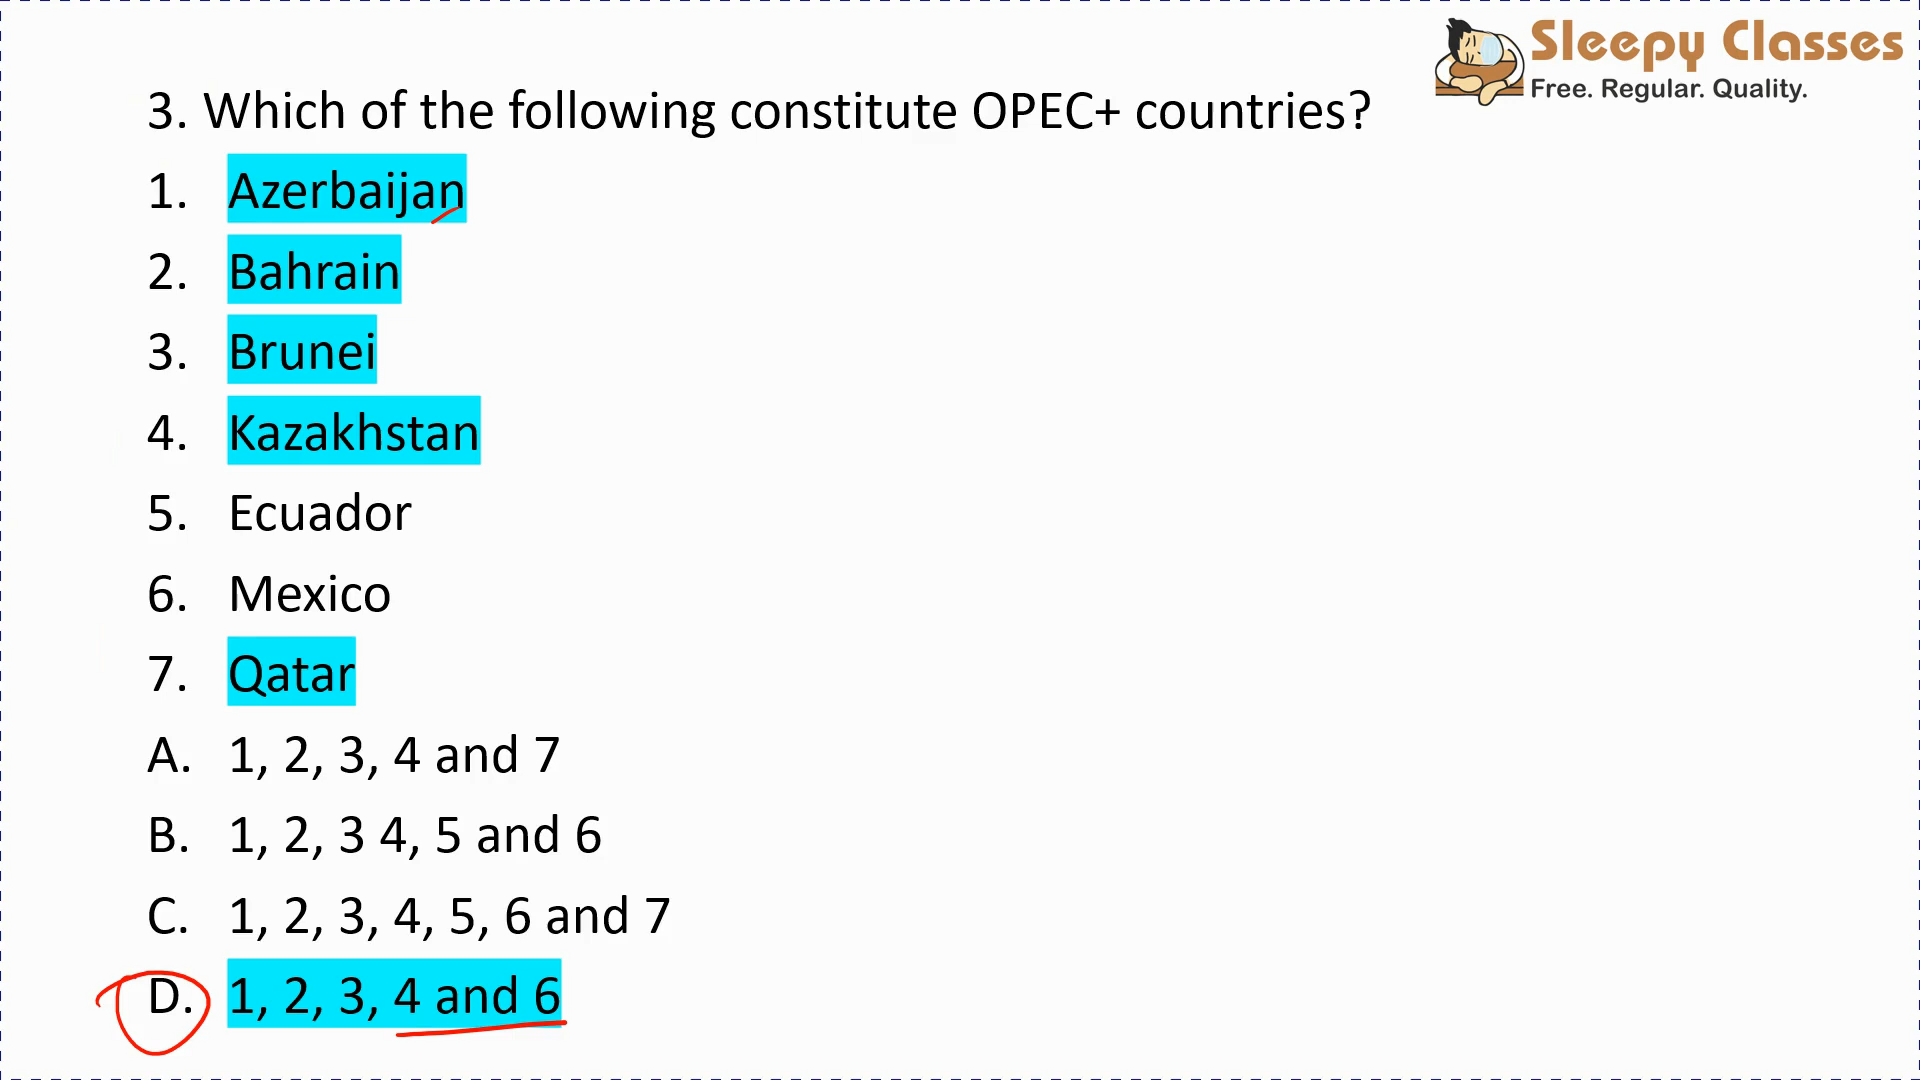 Sleepy Classes
Free. Regular. Quality.
3. Which of the following constitute OPEC+ countries?
1. Azerbaijan
2. Bahrain
3. Brunei
4. Kazakhstan
5. Ecuador
6. Mexico
7. Qatar
A. 1, 2, 3, 4 and 7
B. 1, 2, 3 4, 5 and 6
C. 1, 2, 3, 4, 5, 6 and 7
D. 1, 2, 3, 4 and 6